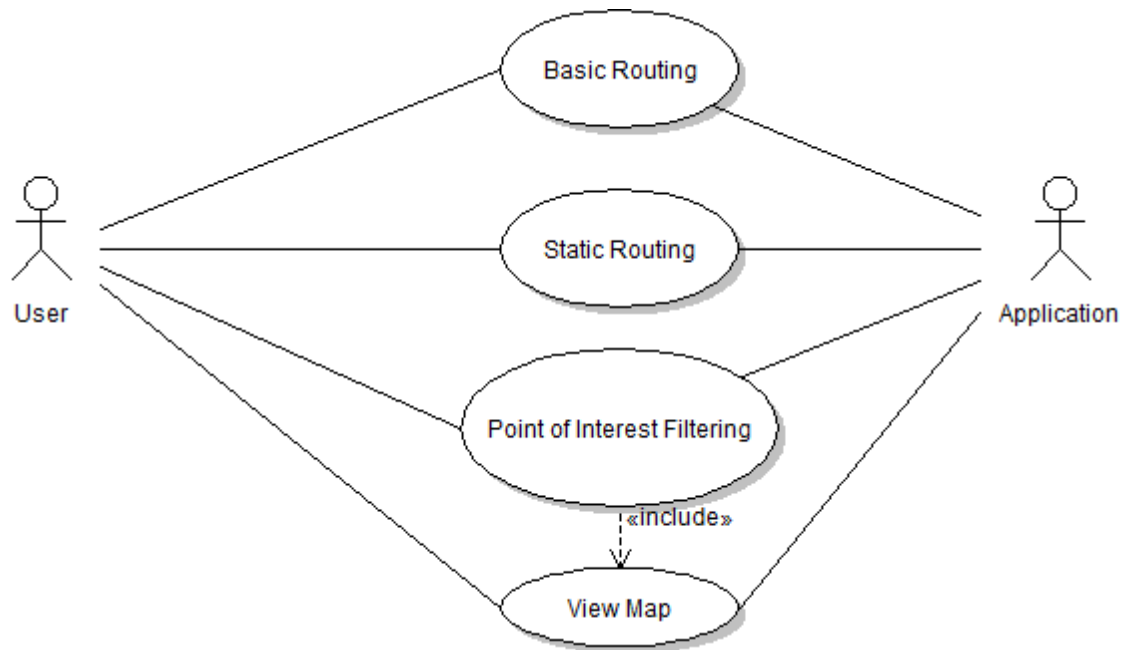 Basic Routing
Static Routing
User
Application
Point of Interest Filtering
«include»
View Map